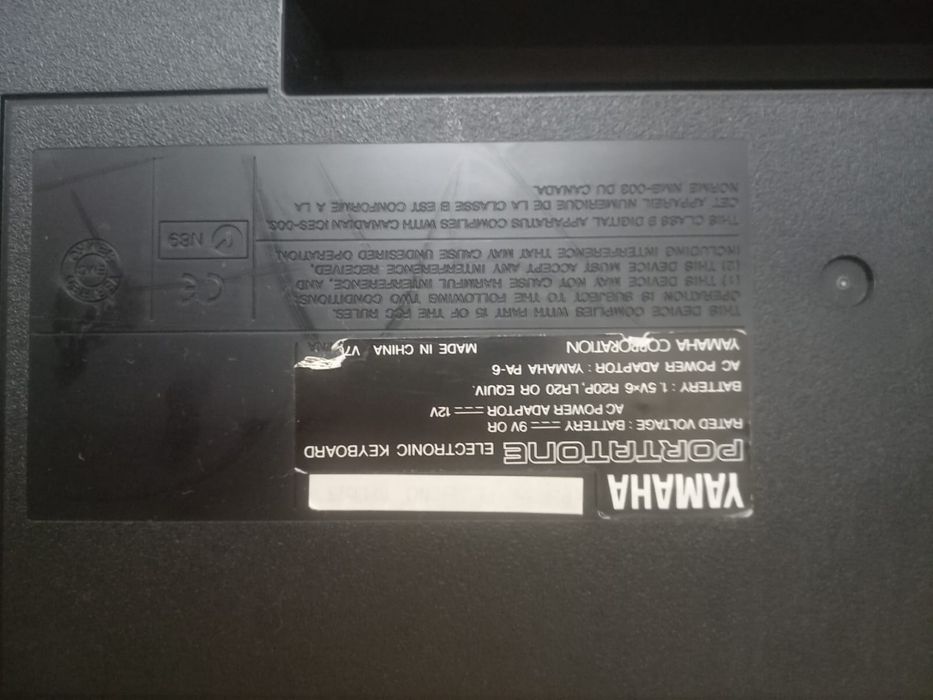 YAMAHA
PORTATONE ELECTRONIC KEYBOARD
RATED VOLTAGE : BATTERY 9V OR
AC POWER ADAPTOR 12V
BATTERY : 1.5V×6 R20P, LR20 OR EQUIV.
AC POWER ADAPTOR : YAMAHA PA-6
YAMAHA CORPORATION MADE IN CHINA
THIS DEVICE COMPLIES WITH PART 15 OF THE FCC RULES.
OPERATION IS SUBJECT TO THE FOLLOWING TWO CONDITIONS:
(1) THIS DEVICE MAY NOT CAUSE HARMFUL INTERFERENCE, AND,
(2) THIS DEVICE MUST ACCEPT ANY INTERFERENCE RECEIVED,
INCLUDING INTERFERENCE THAT MAY CAUSE UNDESIRED OPERATION.
CE
THIS CLASS B DIGITAL APPARATUS COMPLIES WITH CANADIAN ICES-003.
CET APPAREIL NUMERIQUE DE LA CLASSE B EST CONFORME A LA
NORME NMB-003 DU CANADA.
N89